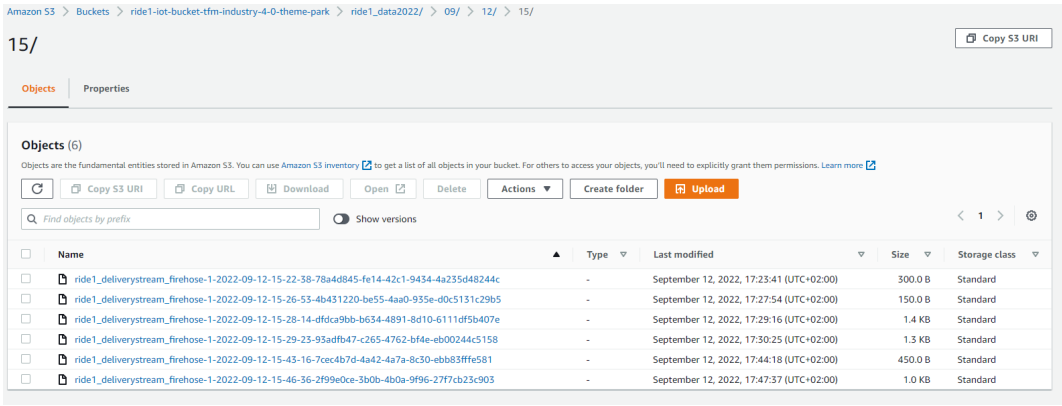 Amazon S3 > Buckets > ride1-iot-bucket-tfm-industry-4-0-theme-park > ride1_data2022/ > 09/ > 12/ > 15/
15/
Copy S3 URI
Objects Properties
Objects (6)
Objects are the fundamental entities stored in Amazon S3. You can use Amazon S3 inventory to get a list of all objects in your bucket. For others to access your objects, you'll need to explicitly grant them permissions. Learn more
Copy S3 URI Copy URL Download Open Delete Actions Create folder Upload
Find objects by prefix Show versions < 1 >
Name Type Last modified Size Storage class
ride1_deliverystream_firehose-1-2022-09-12-15-22-38-78a4d845-fe14-42c1-9434-4a235d48244c - September 12, 2022, 17:23:41 (UTC+02:00) 300.0 B Standard
ride1_deliverystream_firehose-1-2022-09-12-15-26-53-4b431220-be55-4aa0-935e-d0c5131c29b5 - September 12, 2022, 17:27:54 (UTC+02:00) 150.0 B Standard
ride1_deliverystream_firehose-1-2022-09-12-15-28-14-dfdca9bb-b634-4891-8d10-6111df5b407e - September 12, 2022, 17:29:16 (UTC+02:00) 1.4 KB Standard
ride1_deliverystream_firehose-1-2022-09-12-15-29-23-93adfb47-c265-4762-bf4e-eb00244c5158 - September 12, 2022, 17:30:25 (UTC+02:00) 1.3 KB Standard
ride1_deliverystream_firehose-1-2022-09-12-15-43-16-7cec4b7d-4a42-4a7a-8c30-ebb83fffe581 - September 12, 2022, 17:44:18 (UTC+02:00) 450.0 B Standard
ride1_deliverystream_firehose-1-2022-09-12-15-46-36-2f99e0ce-3b0b-4b0a-9f96-27f7cb23c903 - September 12, 2022, 17:47:37 (UTC+02:00) 1.0 KB Standard